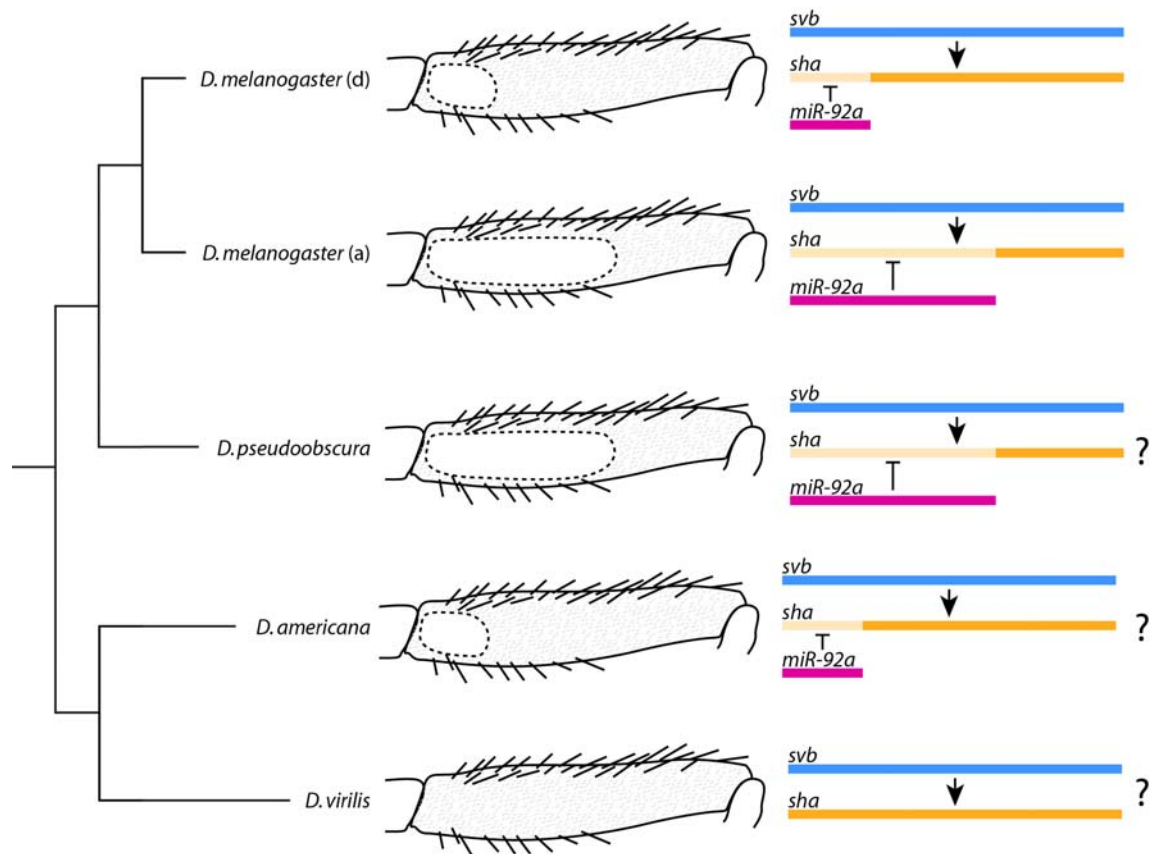 svb
D. melanogaster (d)
sha
miR-92a
svb
D. melanogaster (a)
sha
miR-92a
svb
D. pseudoobscura
sha
?
miR-92a
svb
D. americana
sha
?
miR-92a
svb
D. virilis
?
sha